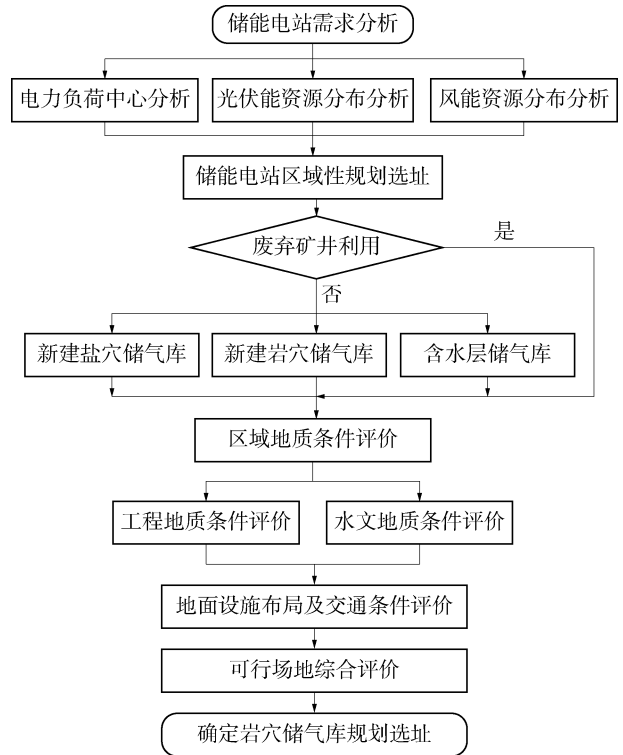 储能电站需求分析
电力负荷中心分析
光伏能资源分布分析
风能资源分布分析
储能电站区域性规划选址
废弃矿井利用
是
否
新建盐穴储气库
新建岩穴储气库
含水层储气库
区域地质条件评价
工程地质条件评价
水文地质条件评价
地面设施布局及交通条件评价
可行场地综合评价
确定岩穴储气库规划选址